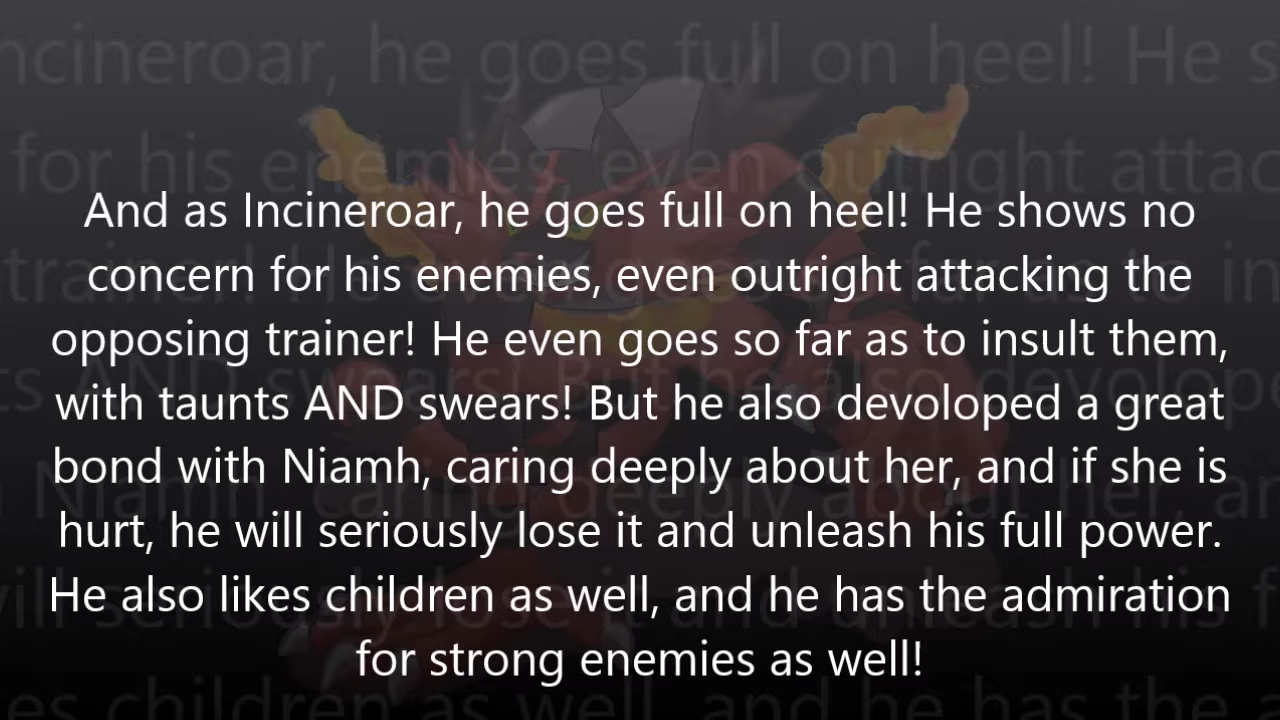 And as Incineroar, he goes full on heel! He shows no
concern for his enemies, even outright attacking the
opposing trainer! He even goes so far as to insult them,
with taunts AND swears! But he also devoloped a great
bond with Niamh, caring deeply about her, and if she is
hurt, he will seriously lose it and unleash his full power.
He also likes children as well, and he has the admiration
for strong enemies as well!